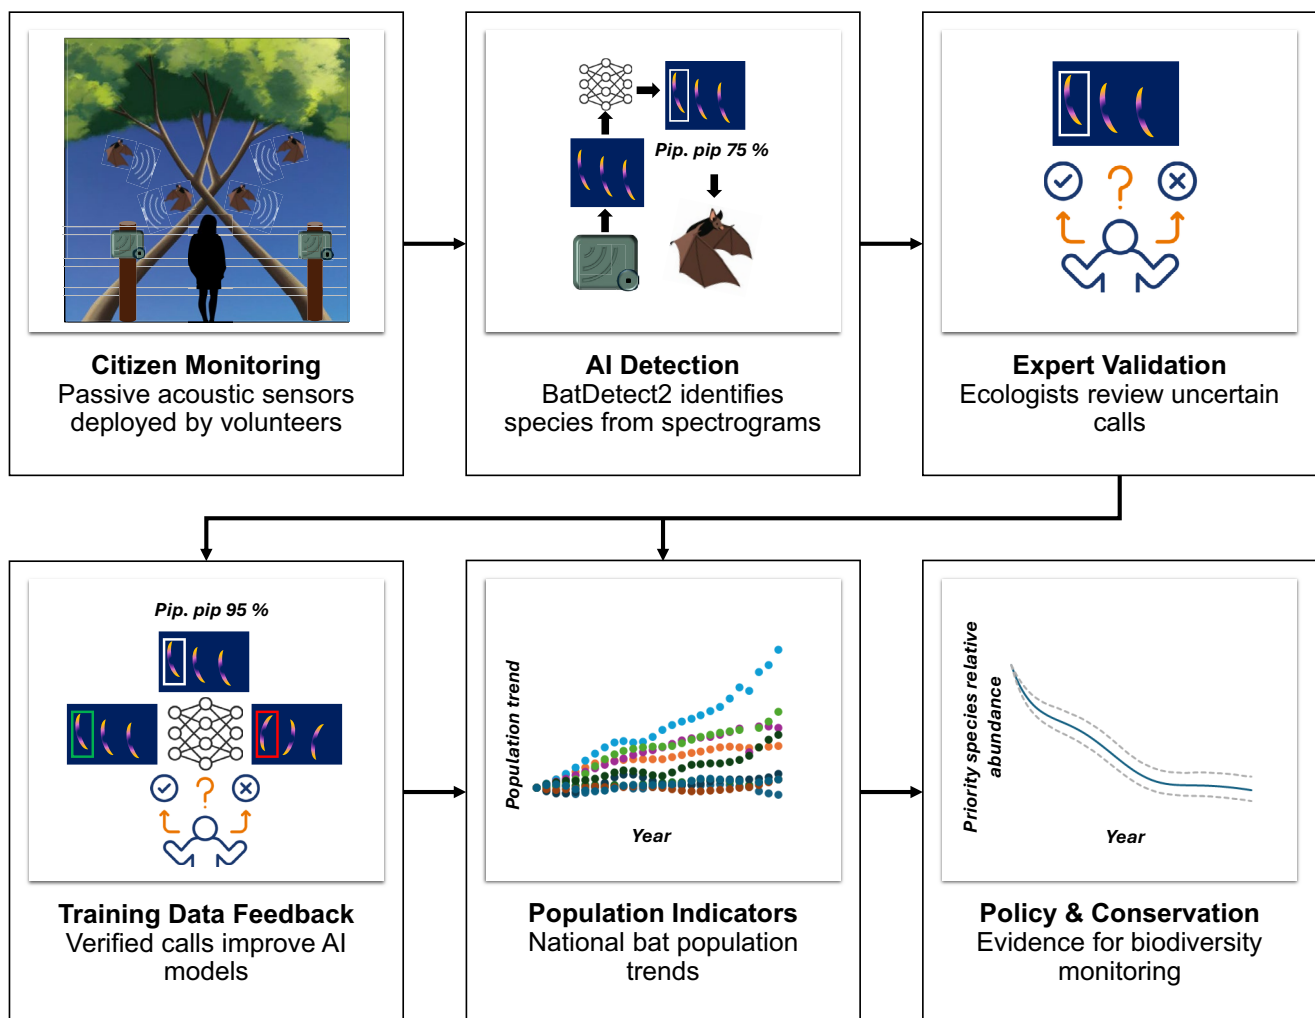 Pip. pip 75 %
Citizen Monitoring
Passive acoustic sensors
deployed by volunteers
AI Detection
BatDetect2 identifies
species from spectrograms
Expert Validation
Ecologists review uncertain
calls
Pip. pip 95 %
Training Data Feedback
Verified calls improve AI
models
Population trend
Year
Population Indicators
National bat population
trends
Priority species relative
abundance
Year
Policy & Conservation
Evidence for biodiversity
monitoring